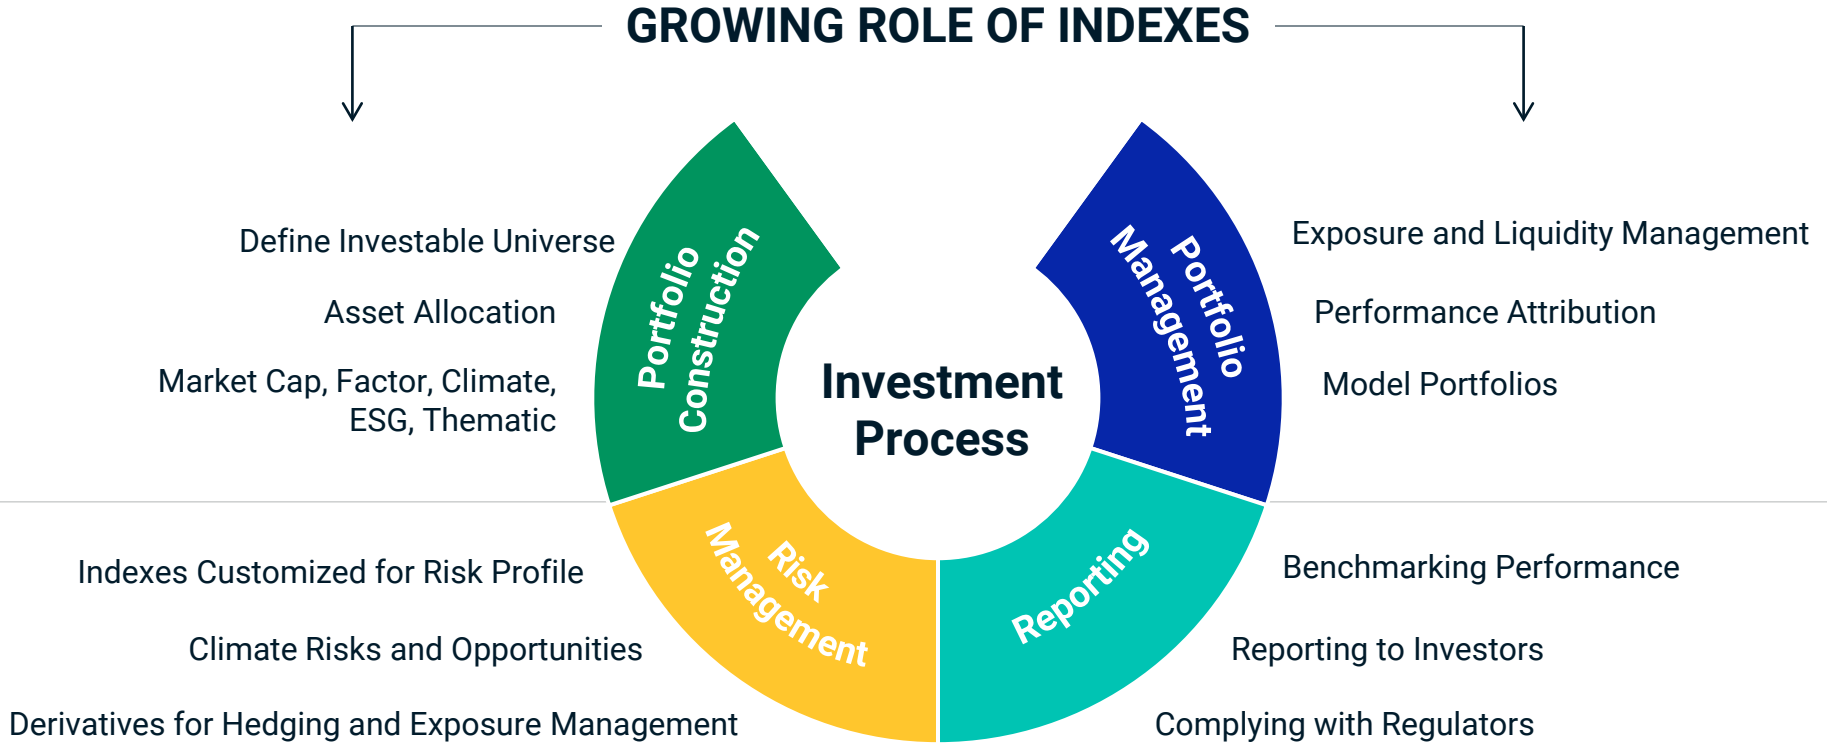 GROWING ROLE OF INDEXES
Define Investable Universe
Asset Allocation
Market Cap, Factor, Climate,
ESG, Thematic
Portfolio
Construction
Investment
Process
Portfolio
Management
Exposure and Liquidity Management
Performance Attribution
Model Portfolios
Indexes Customized for Risk Profile
Climate Risks and Opportunities
Derivatives for Hedging and Exposure Management
Risk
Management
Reporting
Benchmarking Performance
Reporting to Investors
Complying with Regulators